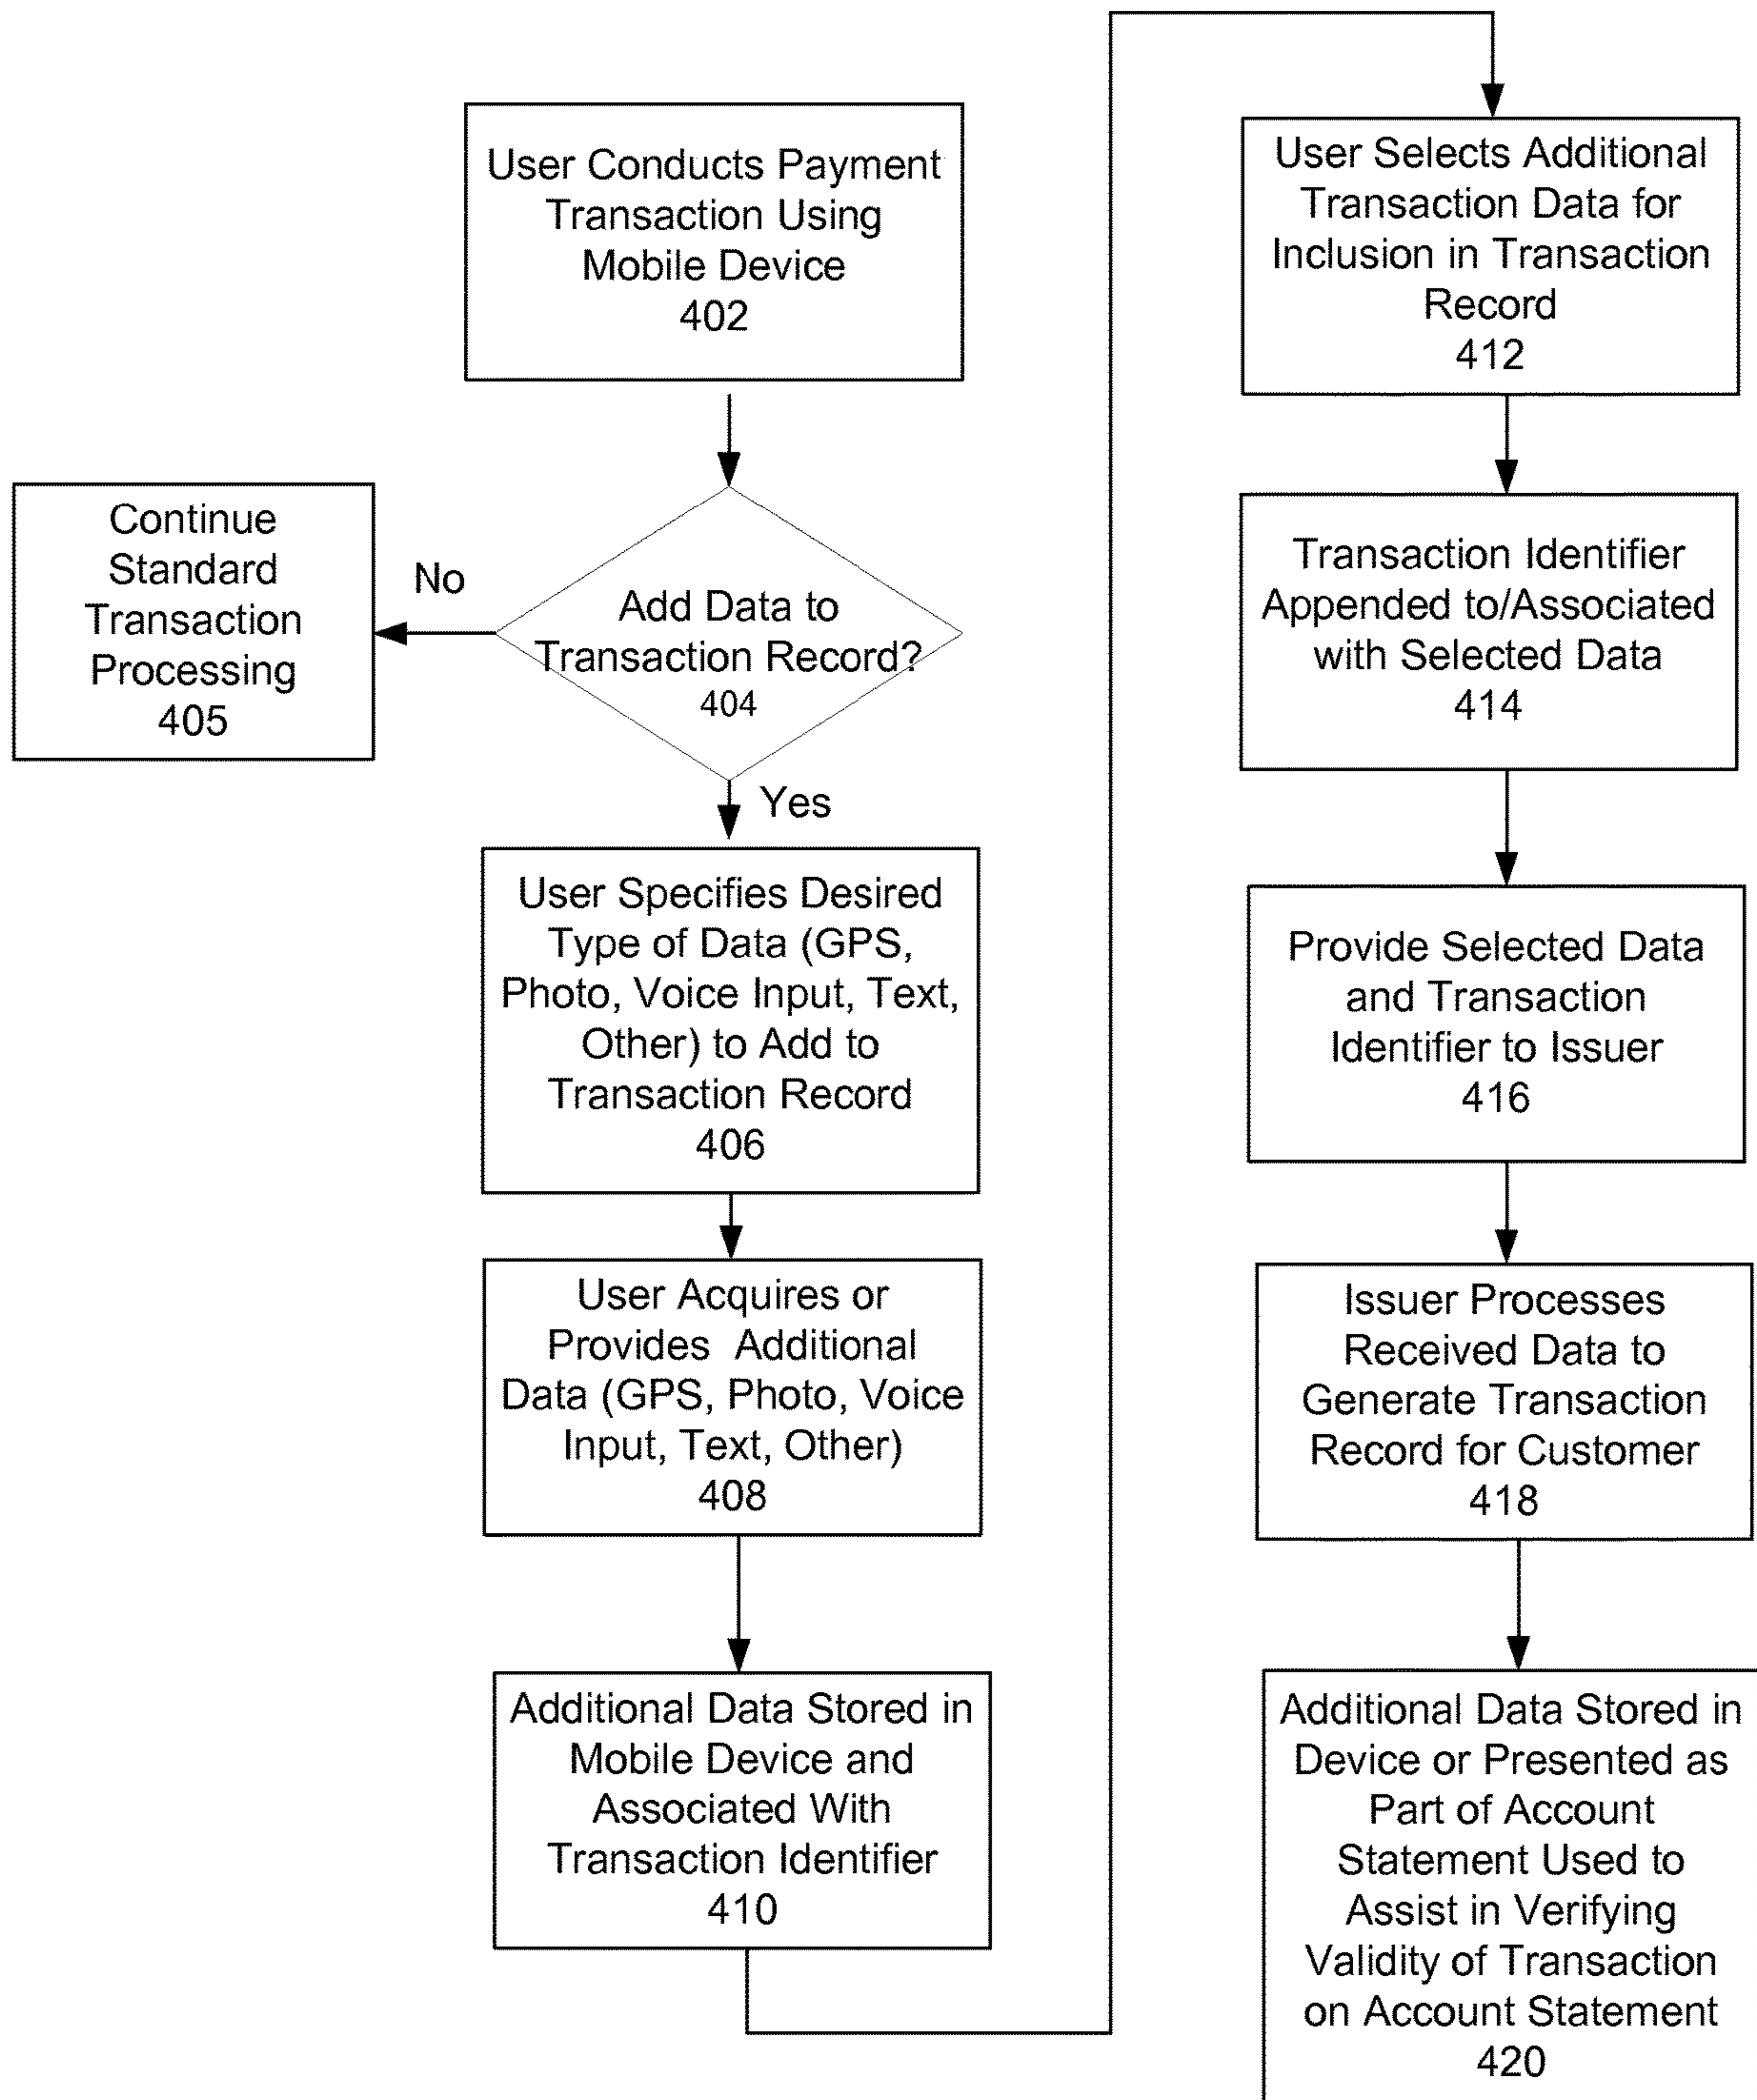 User Conducts Payment
Transaction Using
Mobile Device
402
Continue
Standard
Transaction
Processing
405
No
Add Data to
Transaction Record?
404
Yes
User Specifies Desired
Type of Data (GPS,
Photo, Voice Input, Text,
Other) to Add to
Transaction Record
406
User Acquires or
Provides Additional
Data (GPS, Photo, Voice
Input, Text, Other)
408
Additional Data Stored in
Mobile Device and
Associated With
Transaction Identifier
410
User Selects Additional
Transaction Data for
Inclusion in Transaction
Record
412
Transaction Identifier
Appended to/Associated
with Selected Data
414
Provide Selected Data
and Transaction
Identifier to Issuer
416
Issuer Processes
Received Data to
Generate Transaction
Record for Customer
418
Additional Data Stored in
Device or Presented as
Part of Account
Statement Used to
Assist in Verifying
Validity of Transaction
on Account Statement
420